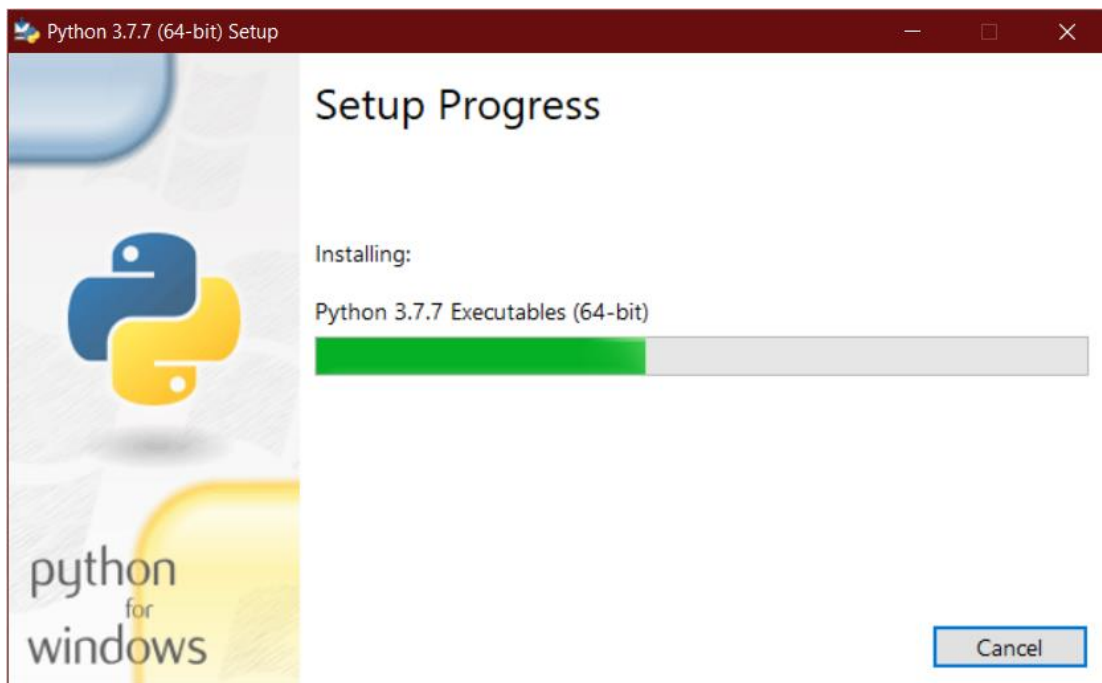 Python 3.7.7 (64-bit) Setup
Setup Progress
Installing:
Python 3.7.7 Executables (64-bit)
python
for
windows
Cancel